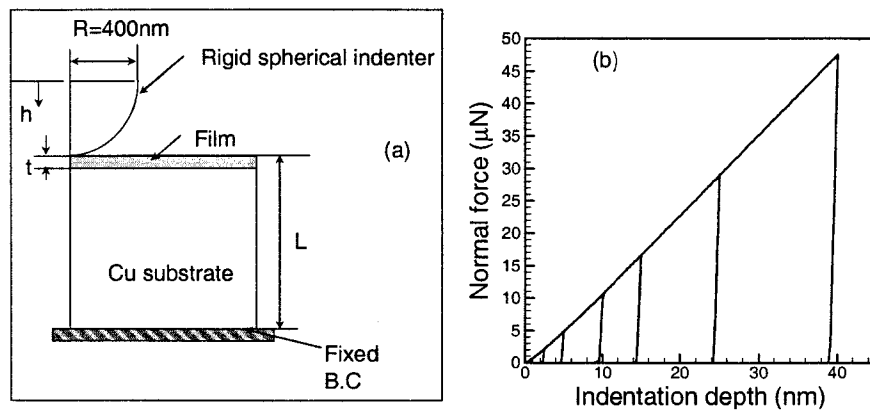 R=400nm
Rigid spherical indenter
h
Film
t
(a)
L
Cu substrate
Fixed
B.C
(b)
Normal force (μN)
50
45
40
35
30
25
20
15
10
5
0
0 10 20 30 40
Indentation depth (nm)